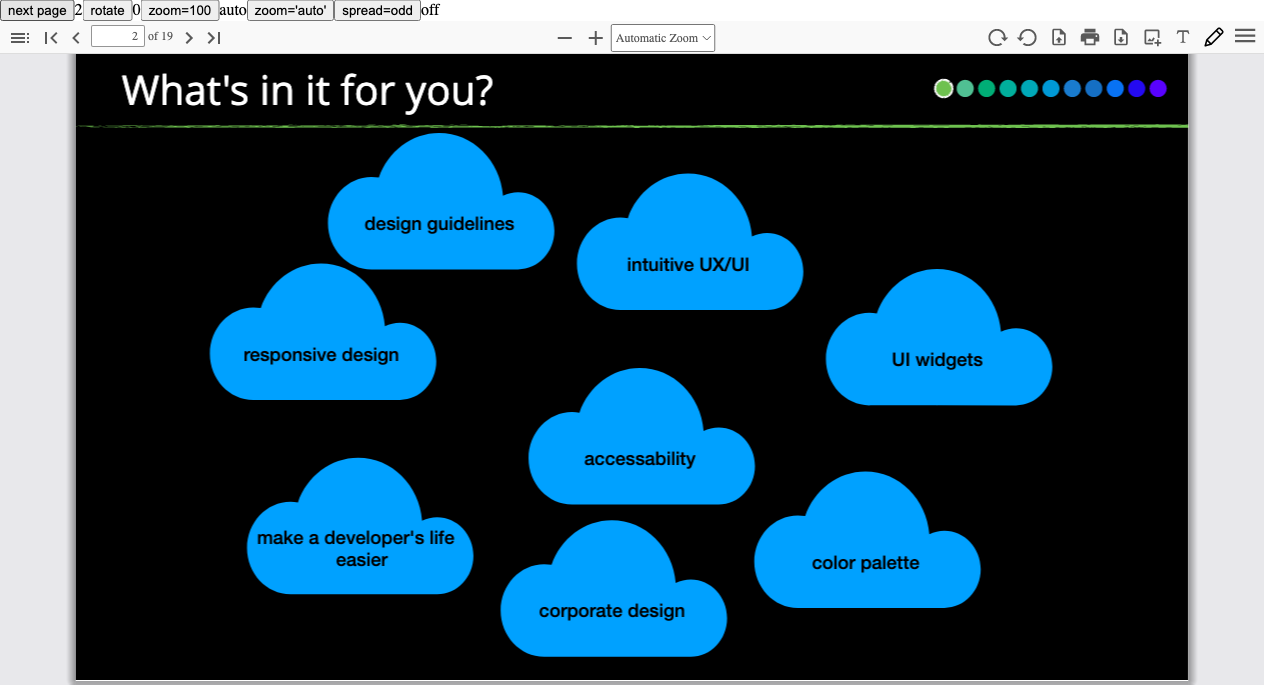 next page 2 rotate 0 zoom=100 auto zoom='auto' spread=odd off
2 of 19 Automatic Zoom T
What's in it for you?
design guidelines
intuitive UX/UI
responsive design
UI widgets
accessability
make a developer's life
easier
color palette
corporate design